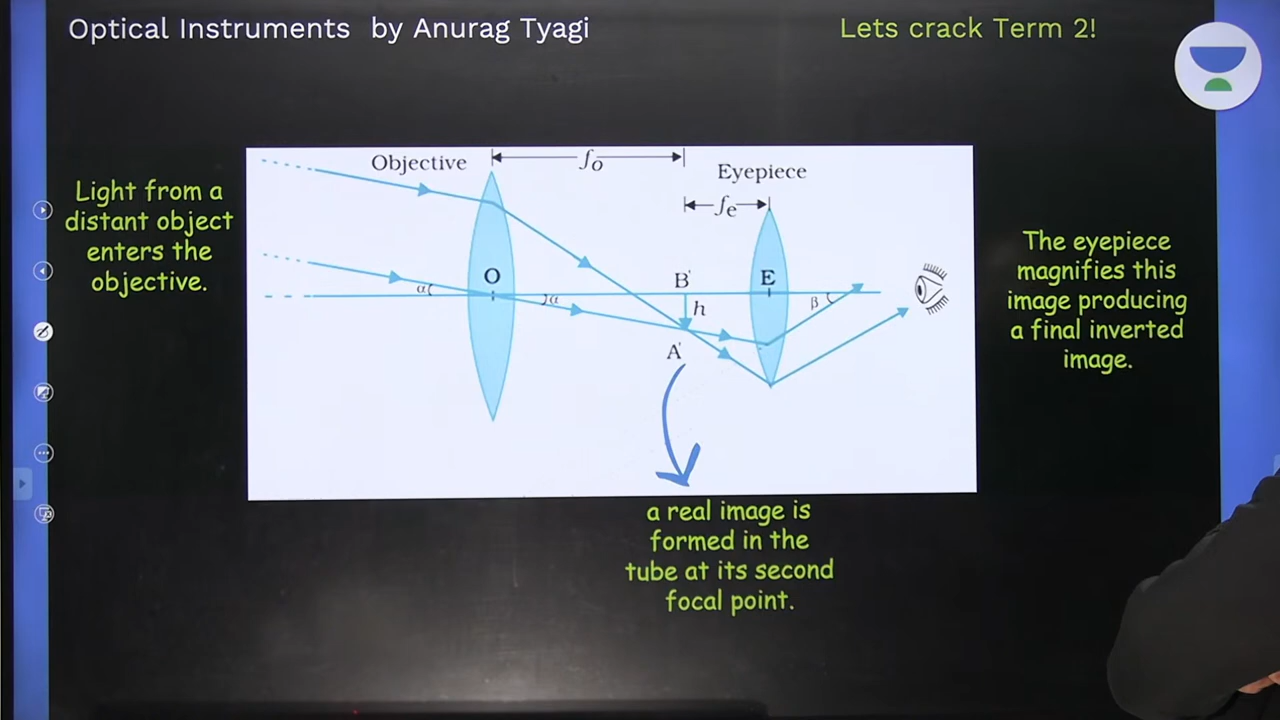 Optical Instruments by Anurag Tyagi
Lets crack Term 2!
Light from a
distant object
enters the
objective.
Objective
fo
Eyepiece
fe
O
E
B'
h
α
α
β
A'
The eyepiece
magnifies this
image producing
a final inverted
image.
a real image is
formed in the
tube at its second
focal point.